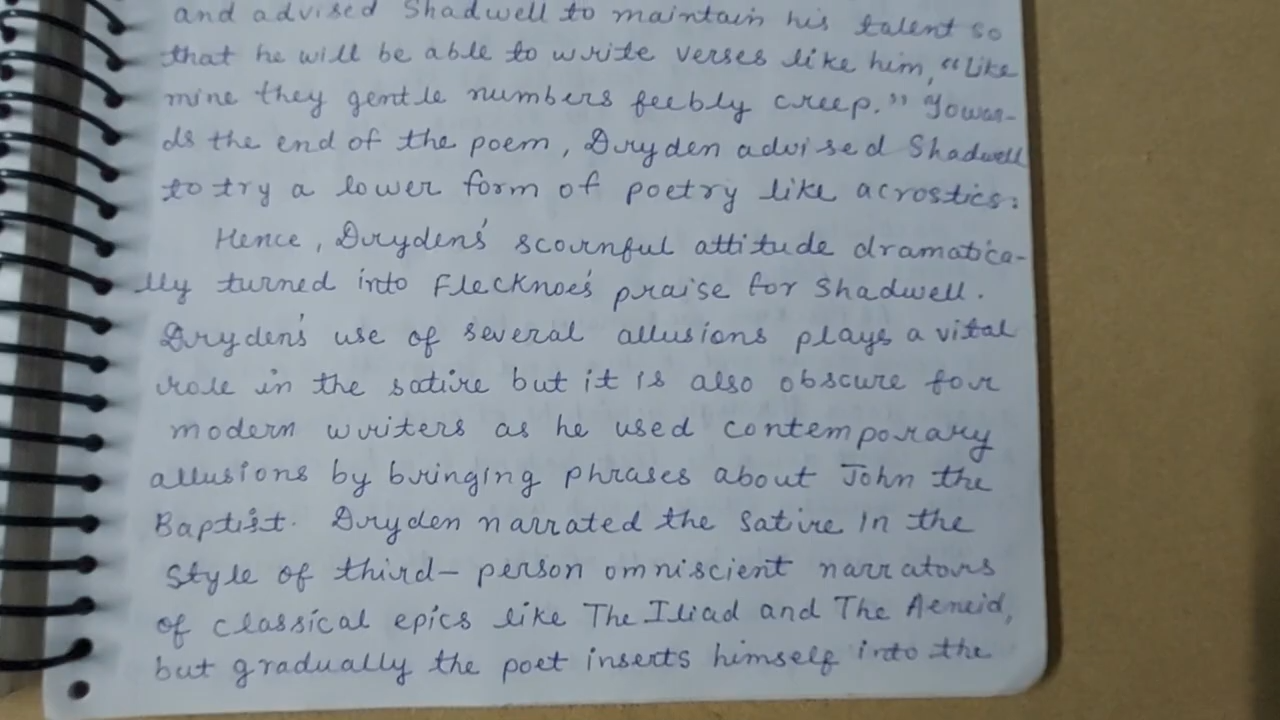 and advised Shadwell to maintain his talent so
that he will be able to write verses like him, "Like
mine they gentle numbers feebly creep." Towar-
ds the end of the poem, Dryden advised Shadwell
to try a lower form of poetry like acrostics.
Hence, Dryden's scornful attitude dramatica-
lly turned into Flecknoe's praise for Shadwell.
Dryden's use of several allusions plays a vital
role in the satire but it is also obscure for
modern writers as he used contemporary
allusions by bringing phrases about John the
Baptist. Dryden narrated the satire in the
style of third-person omniscient narrators
of classical epics like The Iliad and The Aeneid,
but gradually the poet inserts himself into the